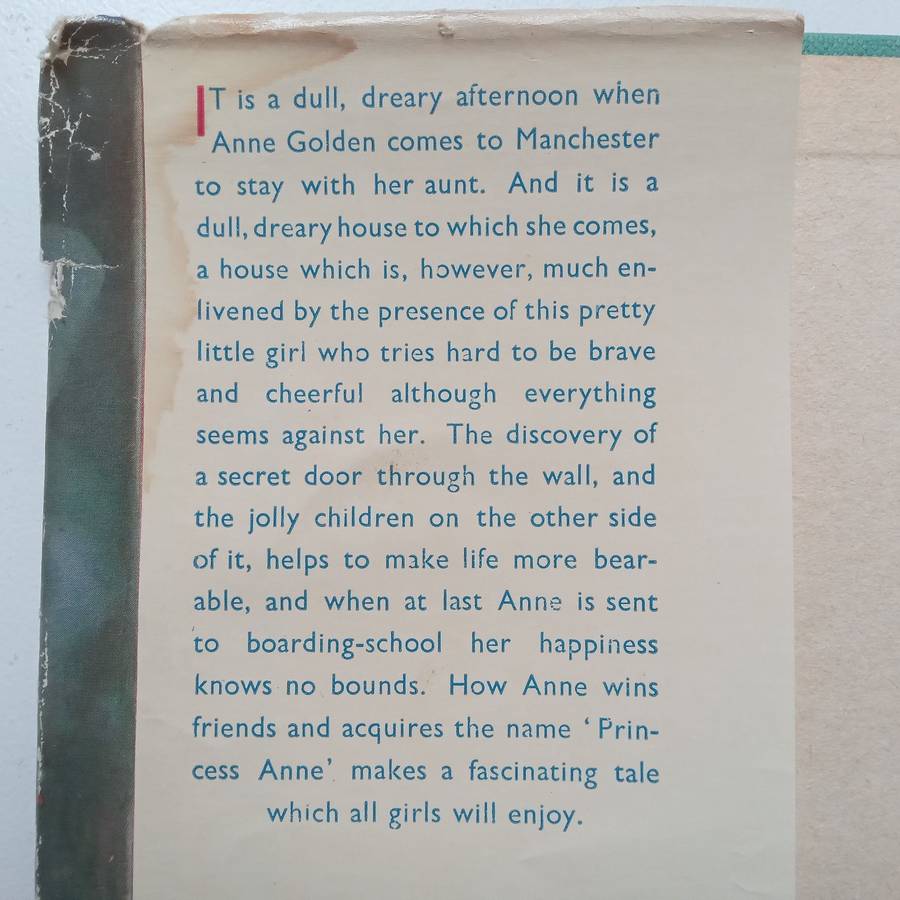 IT is a dull, dreary afternoon when
Anne Golden comes to Manchester
to stay with her aunt. And it is a
dull, dreary house to which she comes,
a house which is, however, much en-
livened by the presence of this pretty
little girl who tries hard to be brave
and cheerful although everything
seems against her. The discovery of
a secret door through the wall, and
the jolly children on the other side
of it, helps to make life more bear-
able, and when at last Anne is sent
to boarding-school her happiness
knows no bounds. How Anne wins
friends and acquires the name ‘ Prin-
cess Anne’ makes a fascinating tale
which all girls will enjoy.